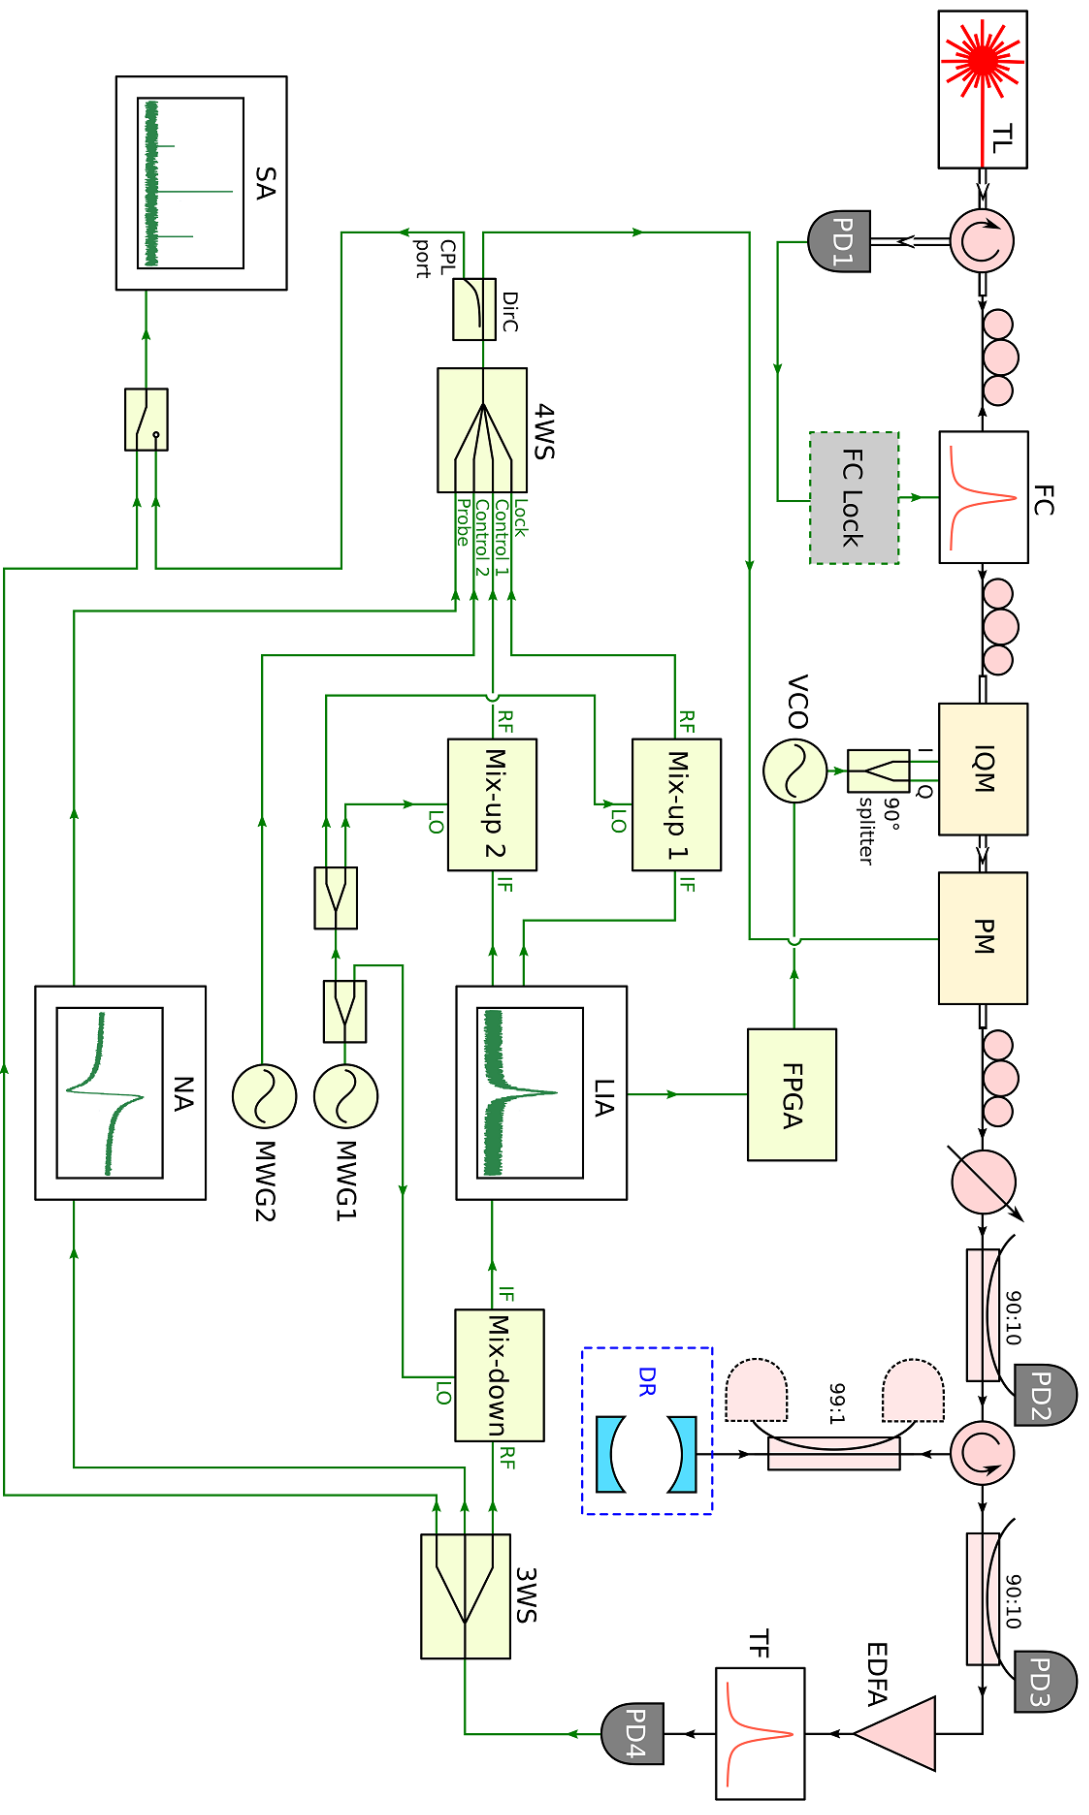 TL
PD1
FC
FC Lock
IQM
I
Q
90°
splitter
VCO
PM
FPGA
90:10
PD2
99:1
DR
90:10
PD3
EDFA
TF
PD4
3WS
RF
Mix-down
LO
IF
LIA
IF
Mix-up 1
LO
RF
IF
Mix-up 2
LO
RF
MWG1
MWG2
NA
Lock
Control 1
Control 2
Probe
4WS
DirC
CPL
port
SA